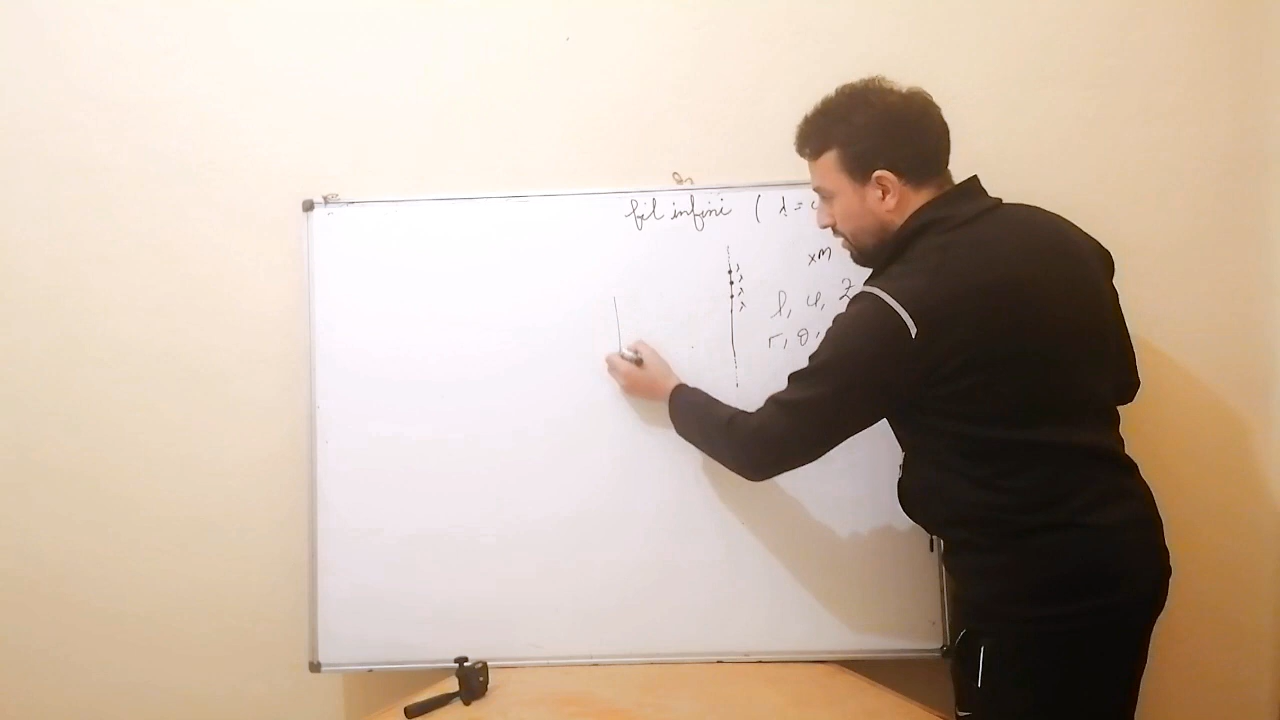 fil infini ( λ =
xM
λ
λ
λ
λ
ρ, φ, Z
r, θ,